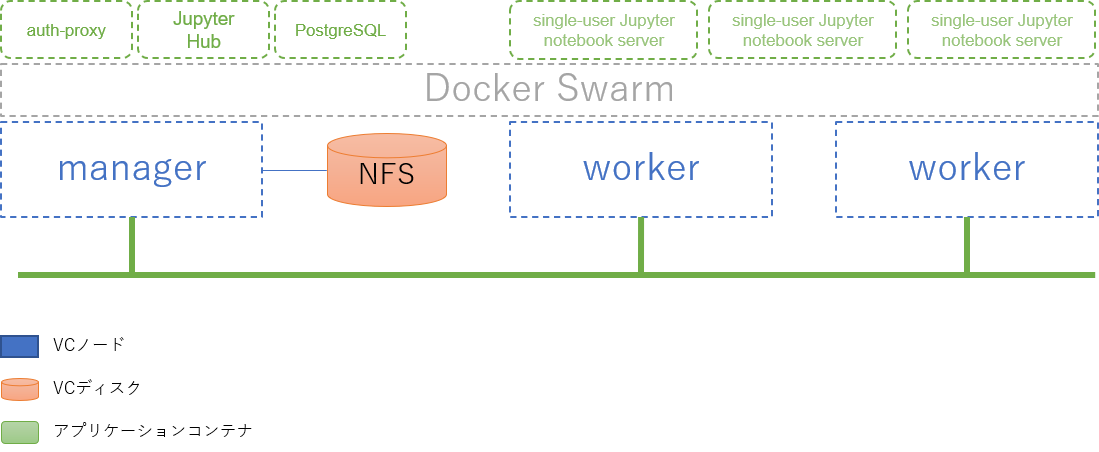 auth-proxy
Jupyter
Hub
PostgreSQL
single-user Jupyter
notebook server
single-user Jupyter
notebook server
single-user Jupyter
notebook server
Docker Swarm
manager
NFS
worker
worker
VCノード
VCディスク
アプリケーションコンテナ